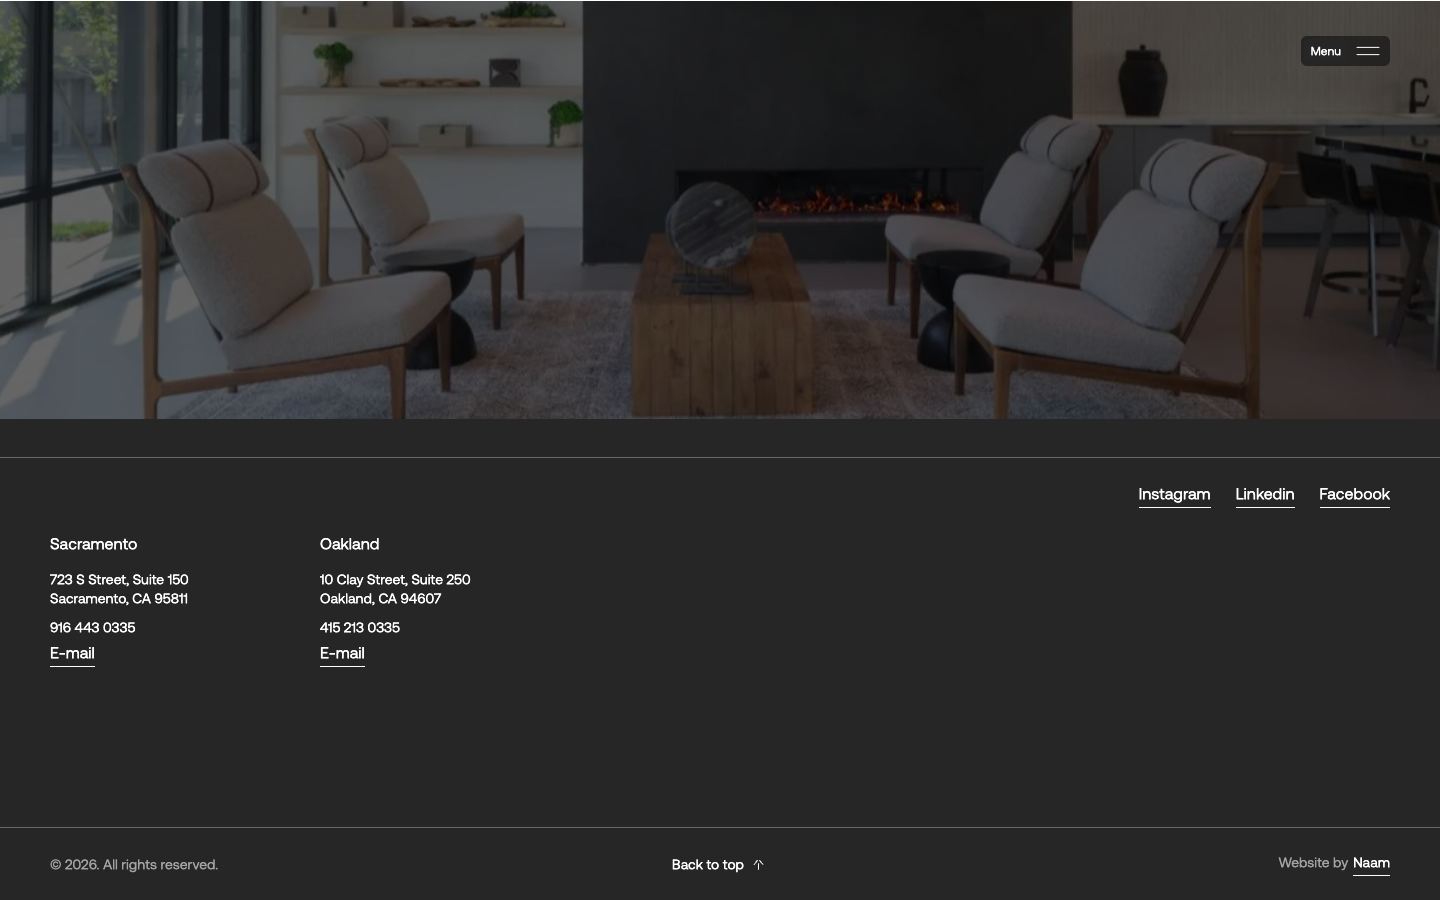 Menu
Instagram Linkedin Facebook
Sacramento
723 S Street, Suite 150
Sacramento, CA 95811
916 443 0335
E-mail
Oakland
10 Clay Street, Suite 250
Oakland, CA 94607
415 213 0335
E-mail
© 2026. All rights reserved.
Back to top ↑
Website by Naam